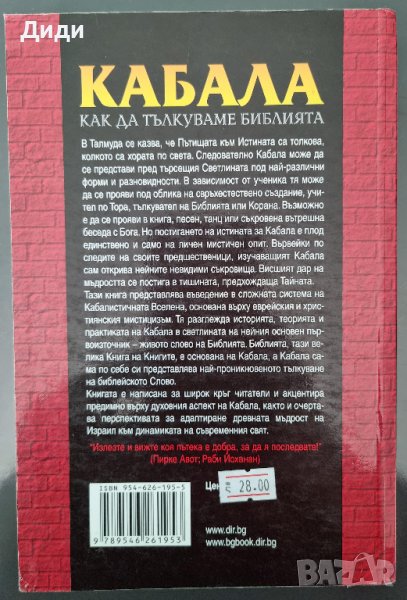 Диди
КАБАЛА
КАК ДА ТЪЛКУВАМЕ БИБЛИЯТА
В Талмуда се казва, че Пътищата към Истината са толкова,
колкото са хората по света. Следователно Кабала може да
се представи пред търсещия Светлината под най-различни
форми и разновидности. В зависимост от ученика тя може
да се прояви под облика на свръхестествено създание, учи-
тел по Тора, тълкувател на Библията или Корана. Възможно
е да се прояви в книга, песен, танц или съкровена вътрешна
беседа с Бога. Но постигането на истината за Кабала е плод
единствено и само на личен мистичен опит. Вървейки по
следите на своите предшественици, изучаващият Кабала
сам открива нейните невидими съкровища. Висшият дар на
мъдростта се постига в тишината, предхождаща Тайната.
Тази книга представлява въведение в сложната система на
Кабалистичната Вселена, основана върху еврейския и хрис-
тиянския мистицизъм. Тя разглежда историята, теорията и
практиката на Кабала в светлината на нейния основен пър-
воизточник – живото слово на Библията. Библията, тази ве-
лика Книга на Книгите, е основана на Кабала, а Кабала са-
ма по себе си представлява най-проникновеното тълкуване
на библейското Слово.
Книгата е написана за широк кръг читатели и акцентира
предимно върху духовния аспект на Кабала, както и очерта-
ва перспективата за адаптиране древната мъдрост на
Израил към динамиката на съвременния свят.
"Излезте и вижте коя пътека е добра, за да я последвате!"
(Пирке Авот; Раби Йоханан)
ISBN 954-626-195-5
9 789546 261953
Цен
28.00
www.dir.bg
www.bgbook.dir.bg
BAZAR